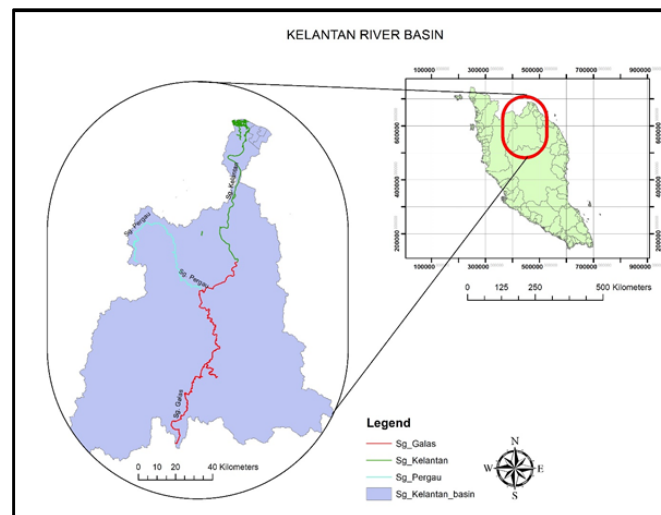 KELANTAN RIVER BASIN
100000 300000 500000 700000 900000
800000
600000
400000
200000
100000 300000 500000 700000 900000
0 125 250 500 Kilometers
Sg. Kelantan
Sg. Pergau
Sg. Pergau
Sg. Galas
0 10 20 40 Kilometers
Legend
Sg_Galas
Sg_Kelantan
Sg_Pergau
Sg_Kelantan_basin
N
W E
S